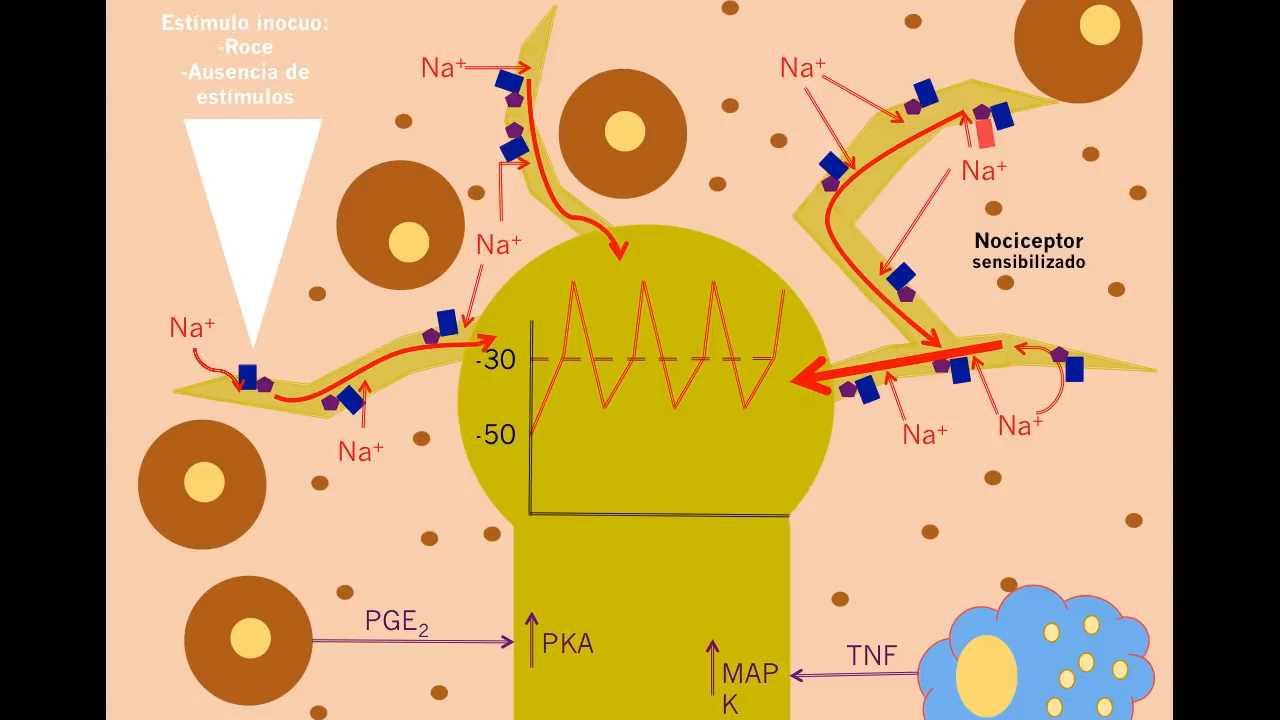 Estímulo inocuo:
-Roce
-Ausencia de
estímulos
Na⁺
Na⁺
Na⁺
Nociceptor
sensibilizado
Na⁺
Na⁺
-30
-50
Na⁺
Na⁺
Na⁺
PGE₂
PKA
TNF
MAP
K